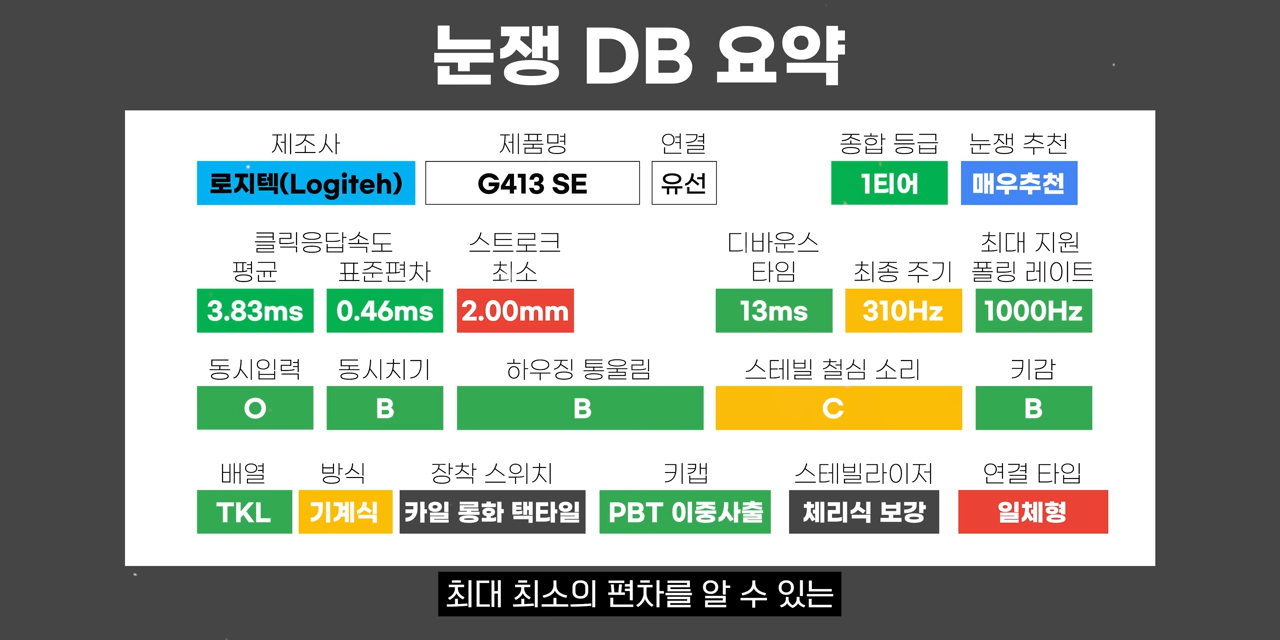 눈쟁 DB 요약
제조사 제품명 연결 종합 등급 눈쟁 추천
로지텍(Logiteh) G413 SE 유선 1티어 매우추천
클릭응답속도 스트로크 디바운스 최대 지원
평균 표준편차 최소 타임 최종 주기 폴링 레이트
3.83ms 0.46ms 2.00mm 13ms 310Hz 1000Hz
동시입력 동시치기 하우징 통울림 스테빌 철심 소리 키감
O B B C B
배열 방식 장착 스위치 키캡 스테빌라이저 연결 타입
TKL 기계식 카일 롱화 택타일 PBT 이중사출 체리식 보강 일체형
최대 최소의 편차를 알 수 있는